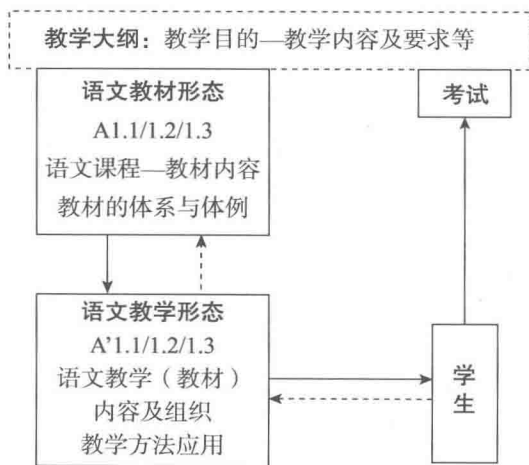 教学大纲：教学目的—教学内容及要求等
语文教材形态
A1.1/1.2/1.3
语文课程—教材内容
教材的体系与体例
考试
语文教学形态
A’1.1/1.2/1.3
语文教学（教材）
内容及组织
教学方法应用
学
生